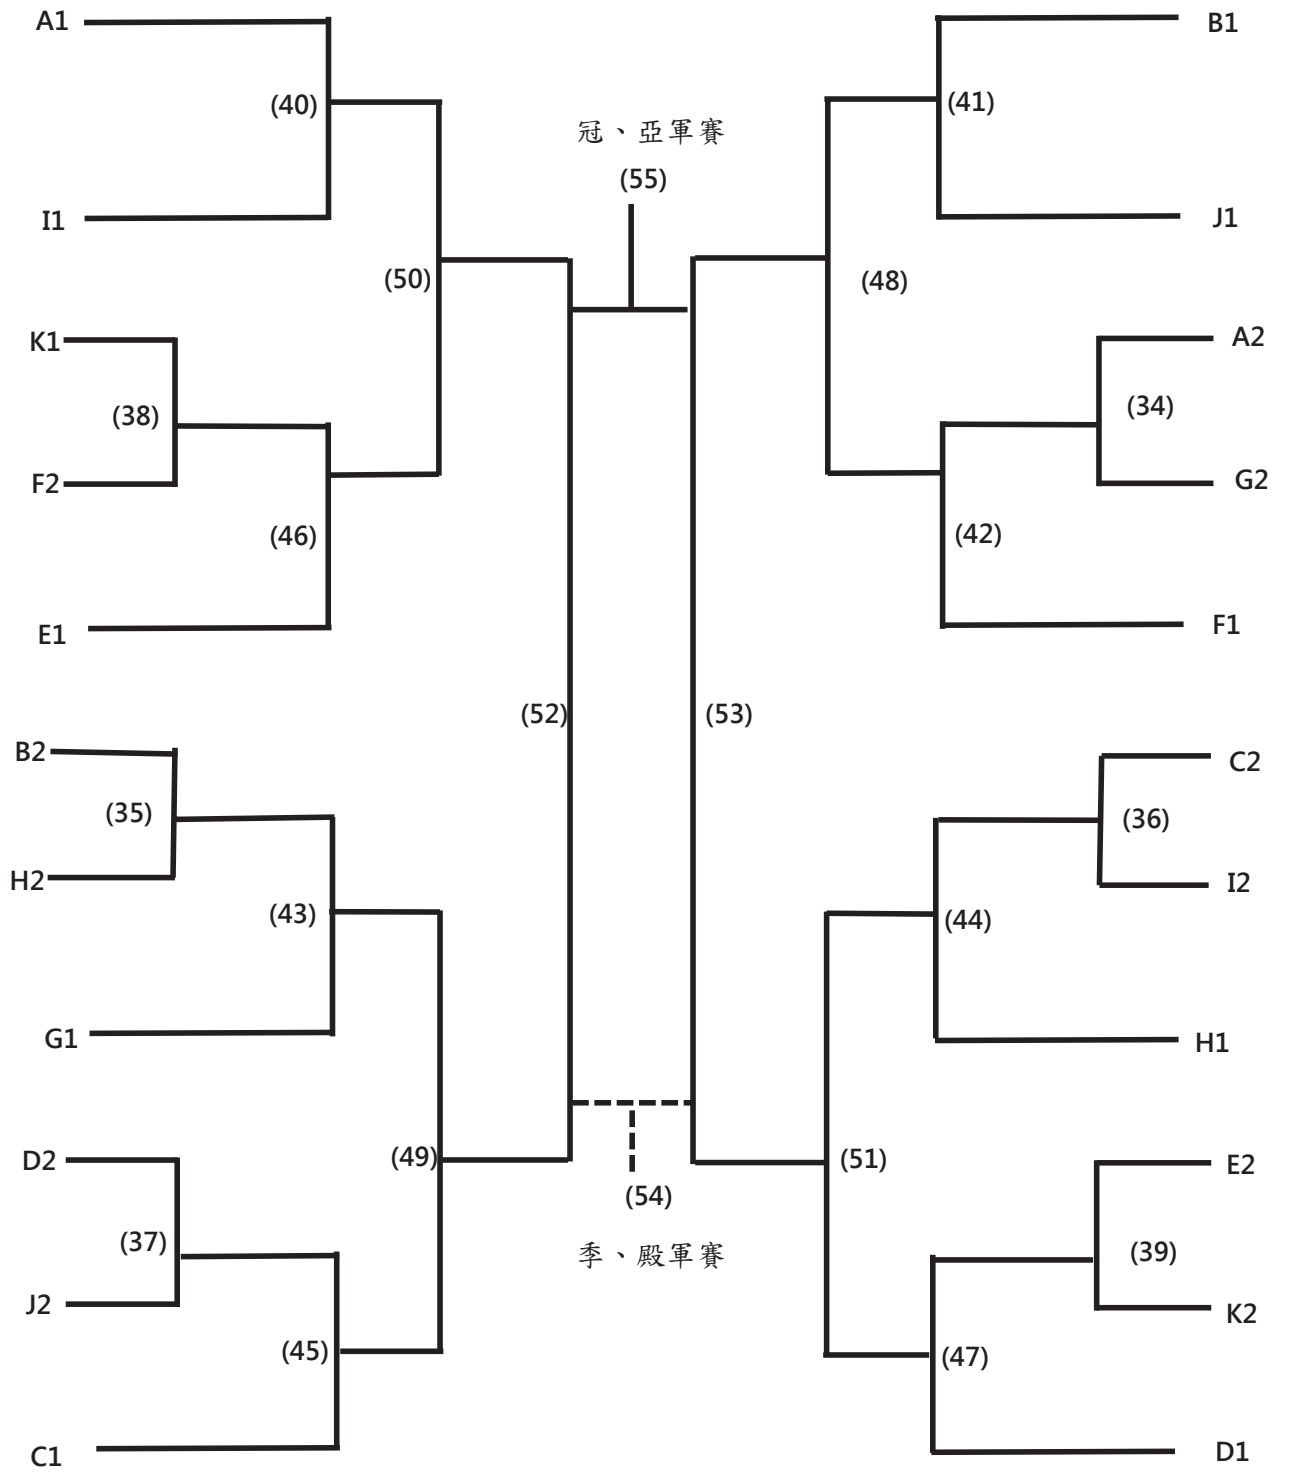 A1
(40)
I1
K1
(38)
F2
(46)
E1
(50)
B2
(35)
H2
(43)
G1
D2
(37)
J2
(45)
C1
(49)
(52)
冠、亞軍賽
(55)
(53)
(54)
季、殿軍賽
B1
(41)
J1
(48)
A2
(34)
G2
(42)
F1
C2
(36)
I2
(44)
H1
(51)
E2
(39)
K2
(47)
D1